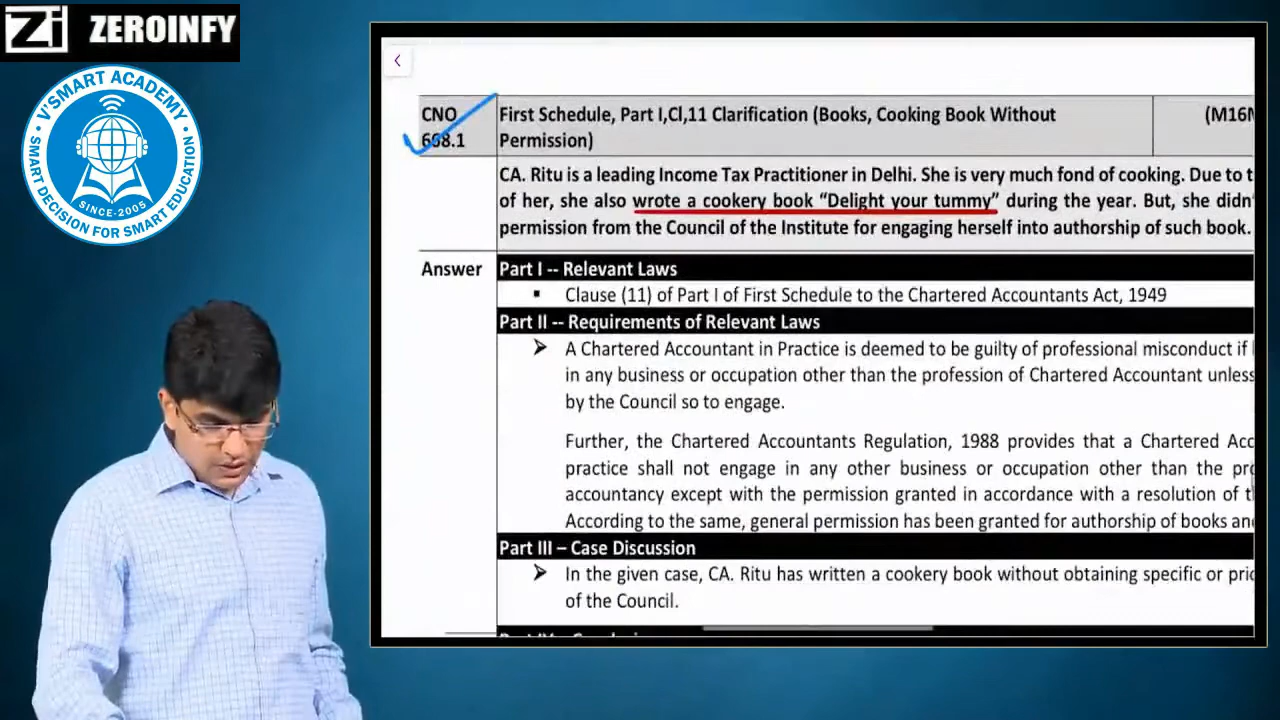 Zi ZEROINFY
V'SMART ACADEMY
SINCE-2005
SMART DECISION FOR SMART EDUCATION
CNO
668.1
First Schedule, Part I,Cl,11 Clarification (Books, Cooking Book Without
Permission)
CA. Ritu is a leading Income Tax Practitioner in Delhi. She is very much fond of cooking. Due to
of her, she also wrote a cookery book “Delight your tummy” during the year. But, she
permission from the Council of the Institute for engaging herself into authorship of such book.
Answer
Part I -- Relevant Laws
▪ Clause (11) of Part I of First Schedule to the Chartered Accountants Act, 1949
Part II -- Requirements of Relevant Laws
➢ A Chartered Accountant in Practice is deemed to be guilty of professional misconduct if
in any business or occupation other than the profession of Chartered Accountant unless
by the Council so to engage.
Further, the Chartered Accountants Regulation, 1988 provides that a Chartered
practice shall not engage in any other business or occupation other than the
accountancy except with the permission granted in accordance with a resolution of
According to the same, general permission has been granted for authorship of books
Part III – Case Discussion
➢ In the given case, CA. Ritu has written a cookery book without obtaining specific or
of the Council.